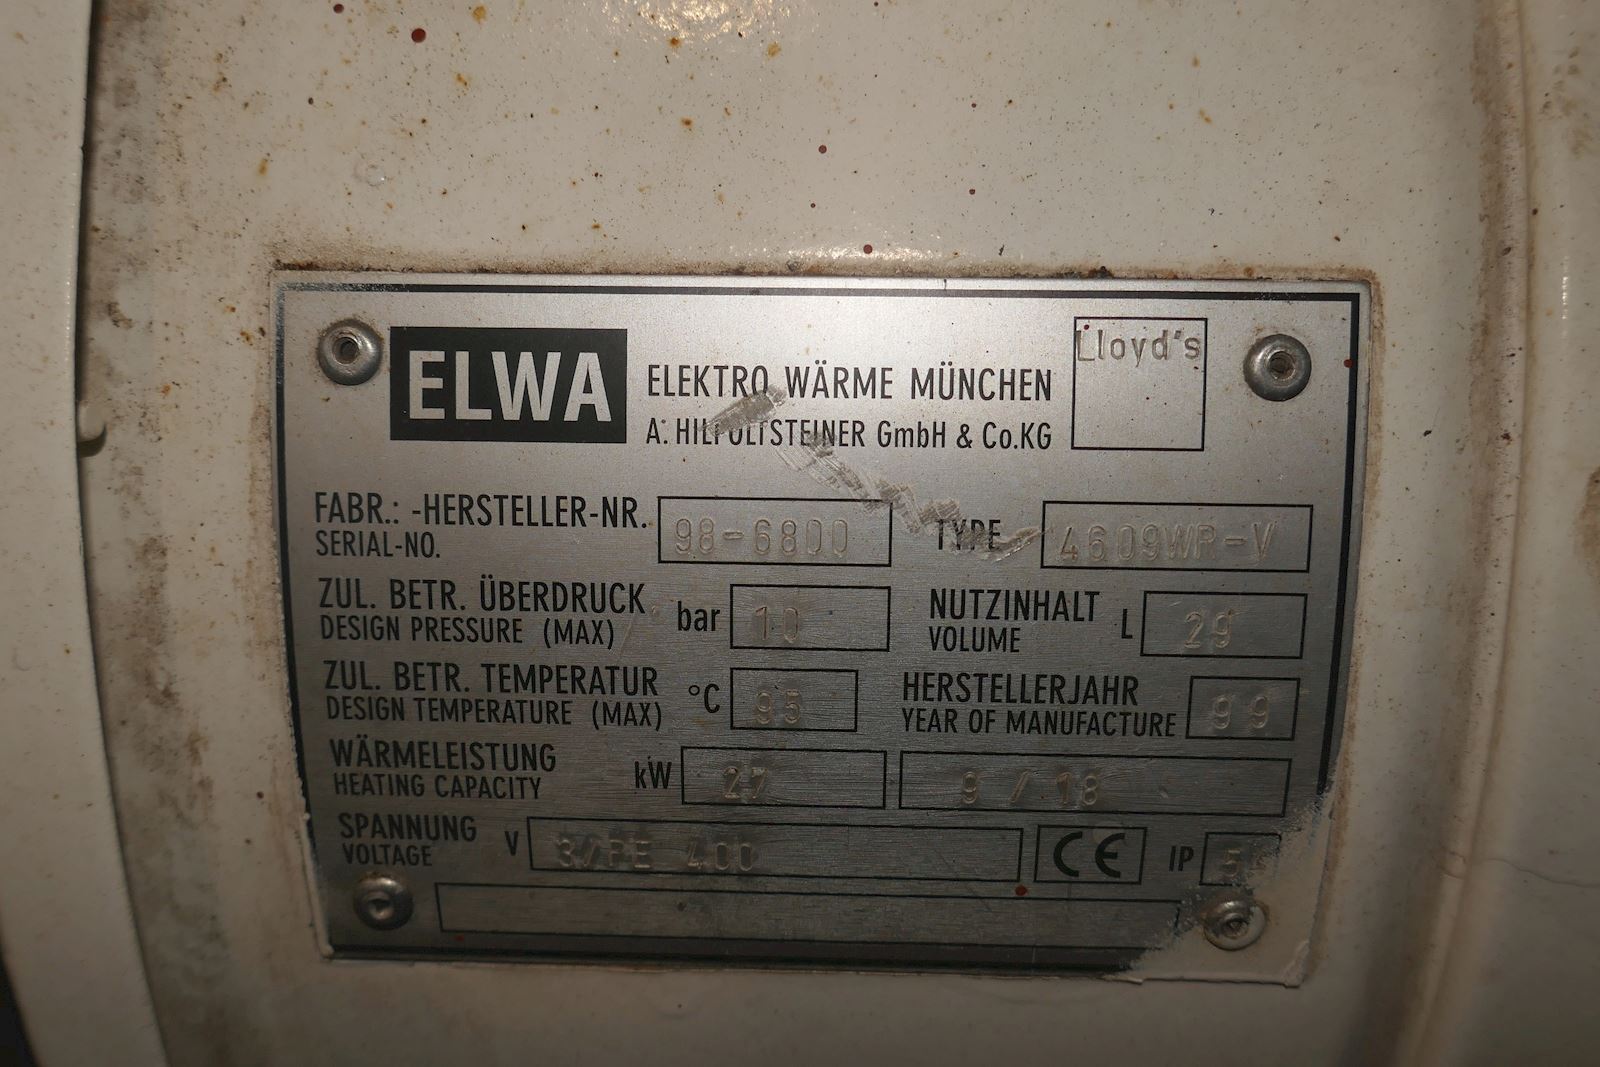 ELWA
ELEKTRO WÄRME MÜNCHEN
A. HILPOLTSTEINER GmbH & Co.KG
Lloyd's
FABR.: -HERSTELLER-NR. 98-6800 TYPE 4609WR-V
SERIAL-NO.
ZUL. BETR. ÜBERDRUCK bar 10 NUTZINHALT L 29
DESIGN PRESSURE (MAX) VOLUME
ZUL. BETR. TEMPERATUR °C 95 HERSTELLERJAHR 99
DESIGN TEMPERATURE (MAX) YEAR OF MANUFACTURE
WÄRMELEISTUNG kW 27 9 / 18
HEATING CAPACITY
SPANNUNG V 3/PE 400 CE IP
VOLTAGE